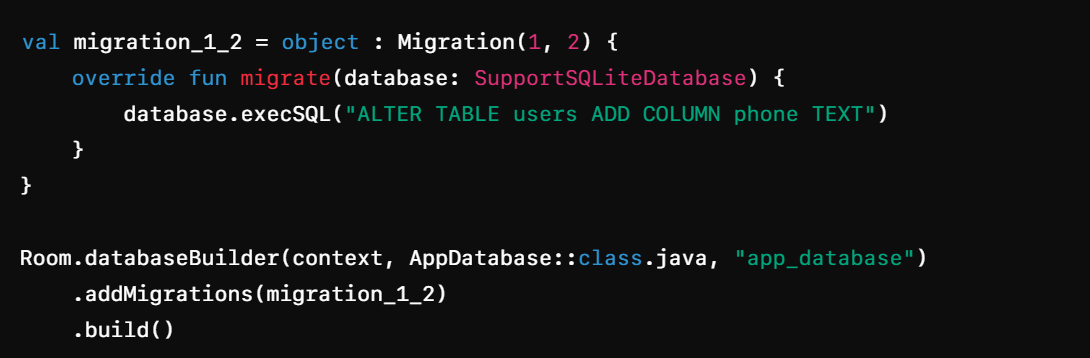 val migration_1_2 = object : Migration(1, 2) {
    override fun migrate(database: SupportSQLiteDatabase) {
        database.execSQL("ALTER TABLE users ADD COLUMN phone TEXT")
    }
}

Room.databaseBuilder(context, AppDatabase::class.java, "app_database")
    .addMigrations(migration_1_2)
    .build()